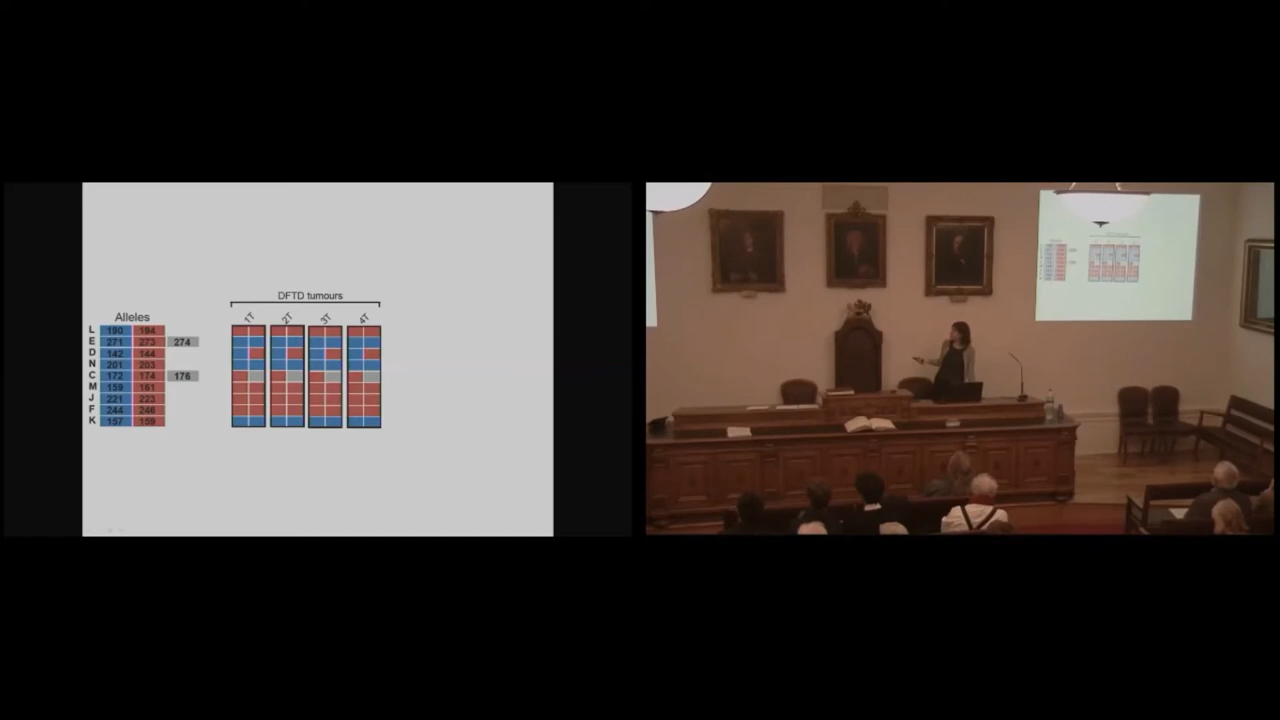 DFTD tumours
Alleles
1T 2T 3T 4T
L 190 194
E 271 273 274
D 142 144
N 201 203
C 172 174 176
M 159 161
J 221 223
F 244 246
K 157 159